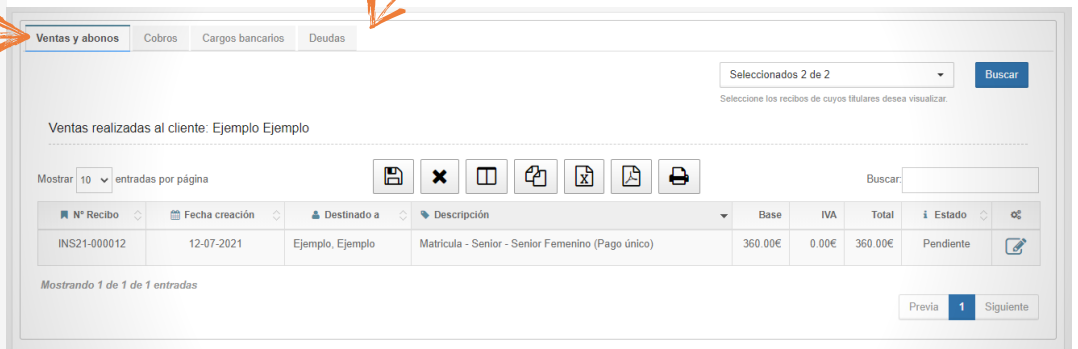 Ventas y abonos Cobros Cargos bancarios Deudas
Seleccionados 2 de 2 Buscar
Seleccione los recibos de cuyos titulares desea visualizar.
Ventas realizadas al cliente: Ejemplo Ejemplo
Mostrar 10 entradas por página Buscar:
Nº Recibo Fecha creación Destinado a Descripción Base IVA Total Estado
INS21-000012 12-07-2021 Ejemplo, Ejemplo Matricula - Senior - Senior Femenino (Pago único) 360.00€ 0.00€ 360.00€ Pendiente
Mostrando 1 de 1 de 1 entradas
Previa 1 Siguiente